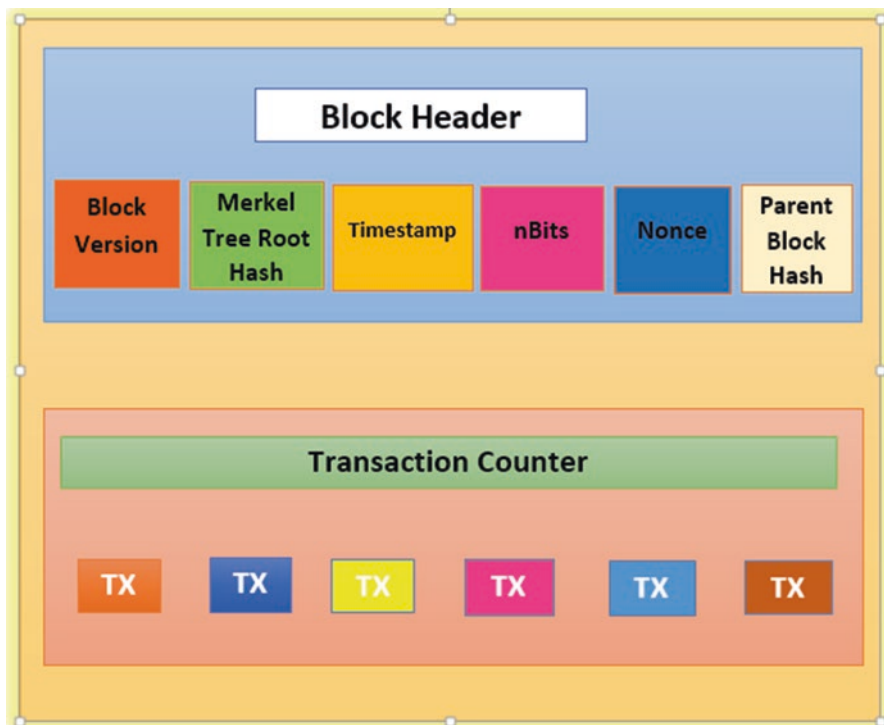 Block Header
Block
Version
Merkel
Tree Root
Hash
Timestamp
nBits
Nonce
Parent
Block
Hash
Transaction Counter
TX
TX
TX
TX
TX
TX